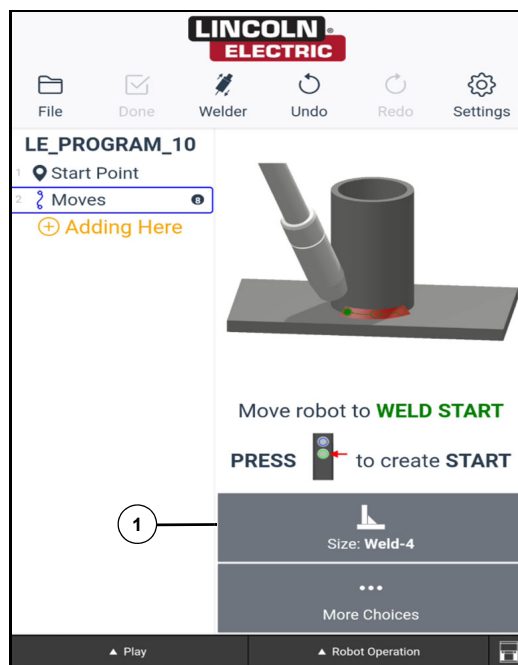 LINCOLN
ELECTRIC
File
Done
Welder
Undo
Redo
Settings
LE_PROGRAM_10
1 Start Point
2 Moves 8
Adding Here
Move robot to WELD START
PRESS to create START
1
Size: Weld-4
More Choices
Play
Robot Operation